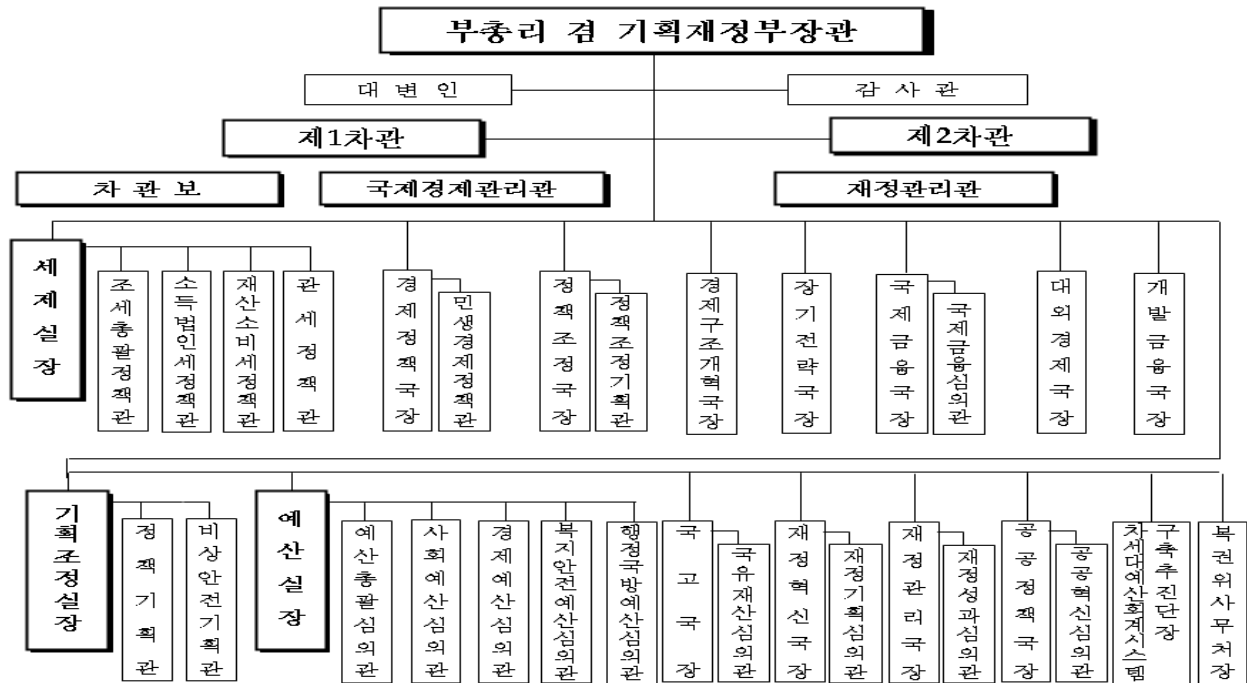 부총리 겸 기획재정부장관
대 변 인
감 사 관
제1차관
제2차관
차 관 보
국제경제관리관
재정관리관
세제실장
조세총괄정책관
소득법인세정책관
재산소비세정책관
관세정책관
경제정책국장
민생경제정책관
정책조정국장
정책조정기획관
경제구조개혁국장
장기전략국장
국제금융국장
국제금융심의관
대외경제국장
개발금융국장
기획조정실장
정책기획관
비상안전기획관
예산실장
예산총괄심의관
사회예산심의관
경제예산심의관
복지안전예산심의관
행정국방예산심의관
국고국장
국유재산심의관
재정혁신국장
재정기획심의관
재정관리국장
재정성과심의관
공공정책국장
공공혁신심의관
차세대예산회계시스템
구축추진단장
복권위사무처장